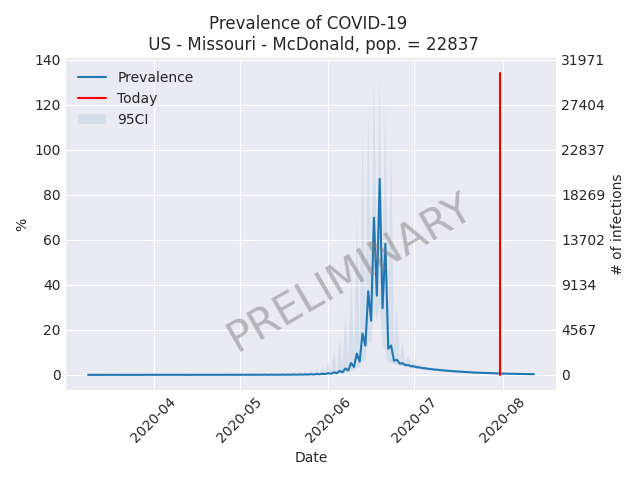 Prevalence of COVID-19
US - Missouri - McDonald, pop. = 22837
Prevalence
Today
95CI
140
120
100
80
60
40
20
0
%
31971
27404
22837
18269
13702
9134
4567
0
# of infections
PRELIMINARY
2020-04
2020-05
2020-06
2020-07
2020-08
Date